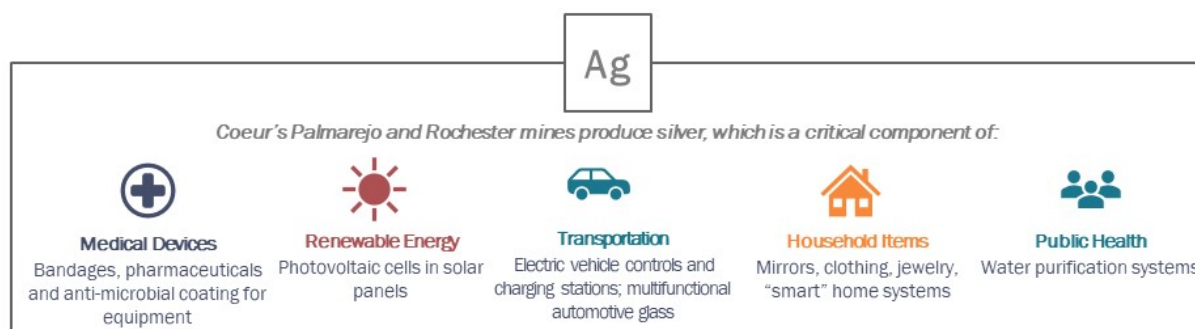 Ag
Coeur's Palmarejo and Rochester mines produce silver, which is a critical component of:
Medical Devices
Bandages, pharmaceuticals
and anti-microbial coating for
equipment
Renewable Energy
Photovoltaic cells in solar
panels
Transportation
Electric vehicle controls and
charging stations; multifunctional
automotive glass
Household Items
Mirrors, clothing, jewelry,
“smart” home systems
Public Health
Water purification systems